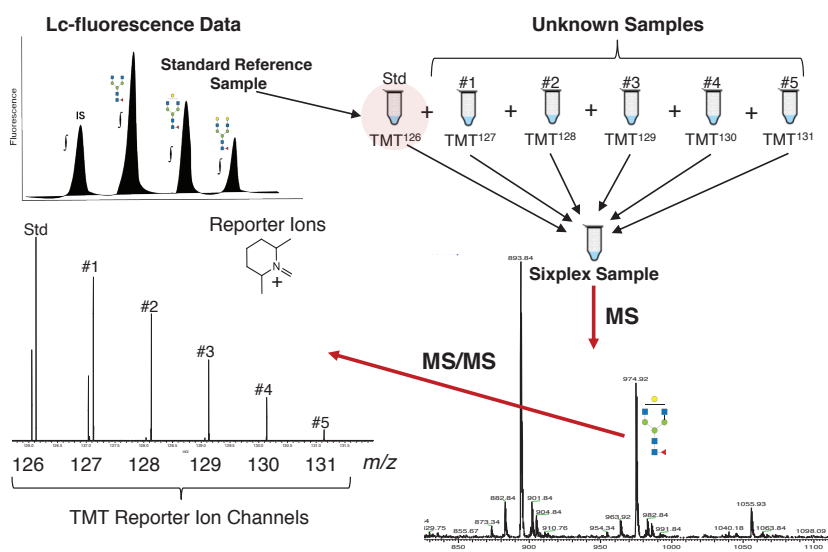 Lc-fluorescence Data
Unknown Samples
Standard Reference
Sample
Fluorescence
IS
∫
∫
∫
∫
Std
#1
#2
#3
#4
#5
+
+
+
+
+
TMT126
TMT127
TMT128
TMT129
TMT130
TMT131
Sixplex Sample
MS
MS/MS
Reporter Ions
N
+
Std
#1
#2
#3
#4
#5
126 127 128 129 130 131 m/z
TMT Reporter Ion Channels
893.84
974.92
882.84
901.84
904.84
873.34
910.76
855.67
829.75
954.34
963.92
982.84
991.84
1040.18
1055.93
1063.84
1098.09
850 900 950 1000 1050 1100